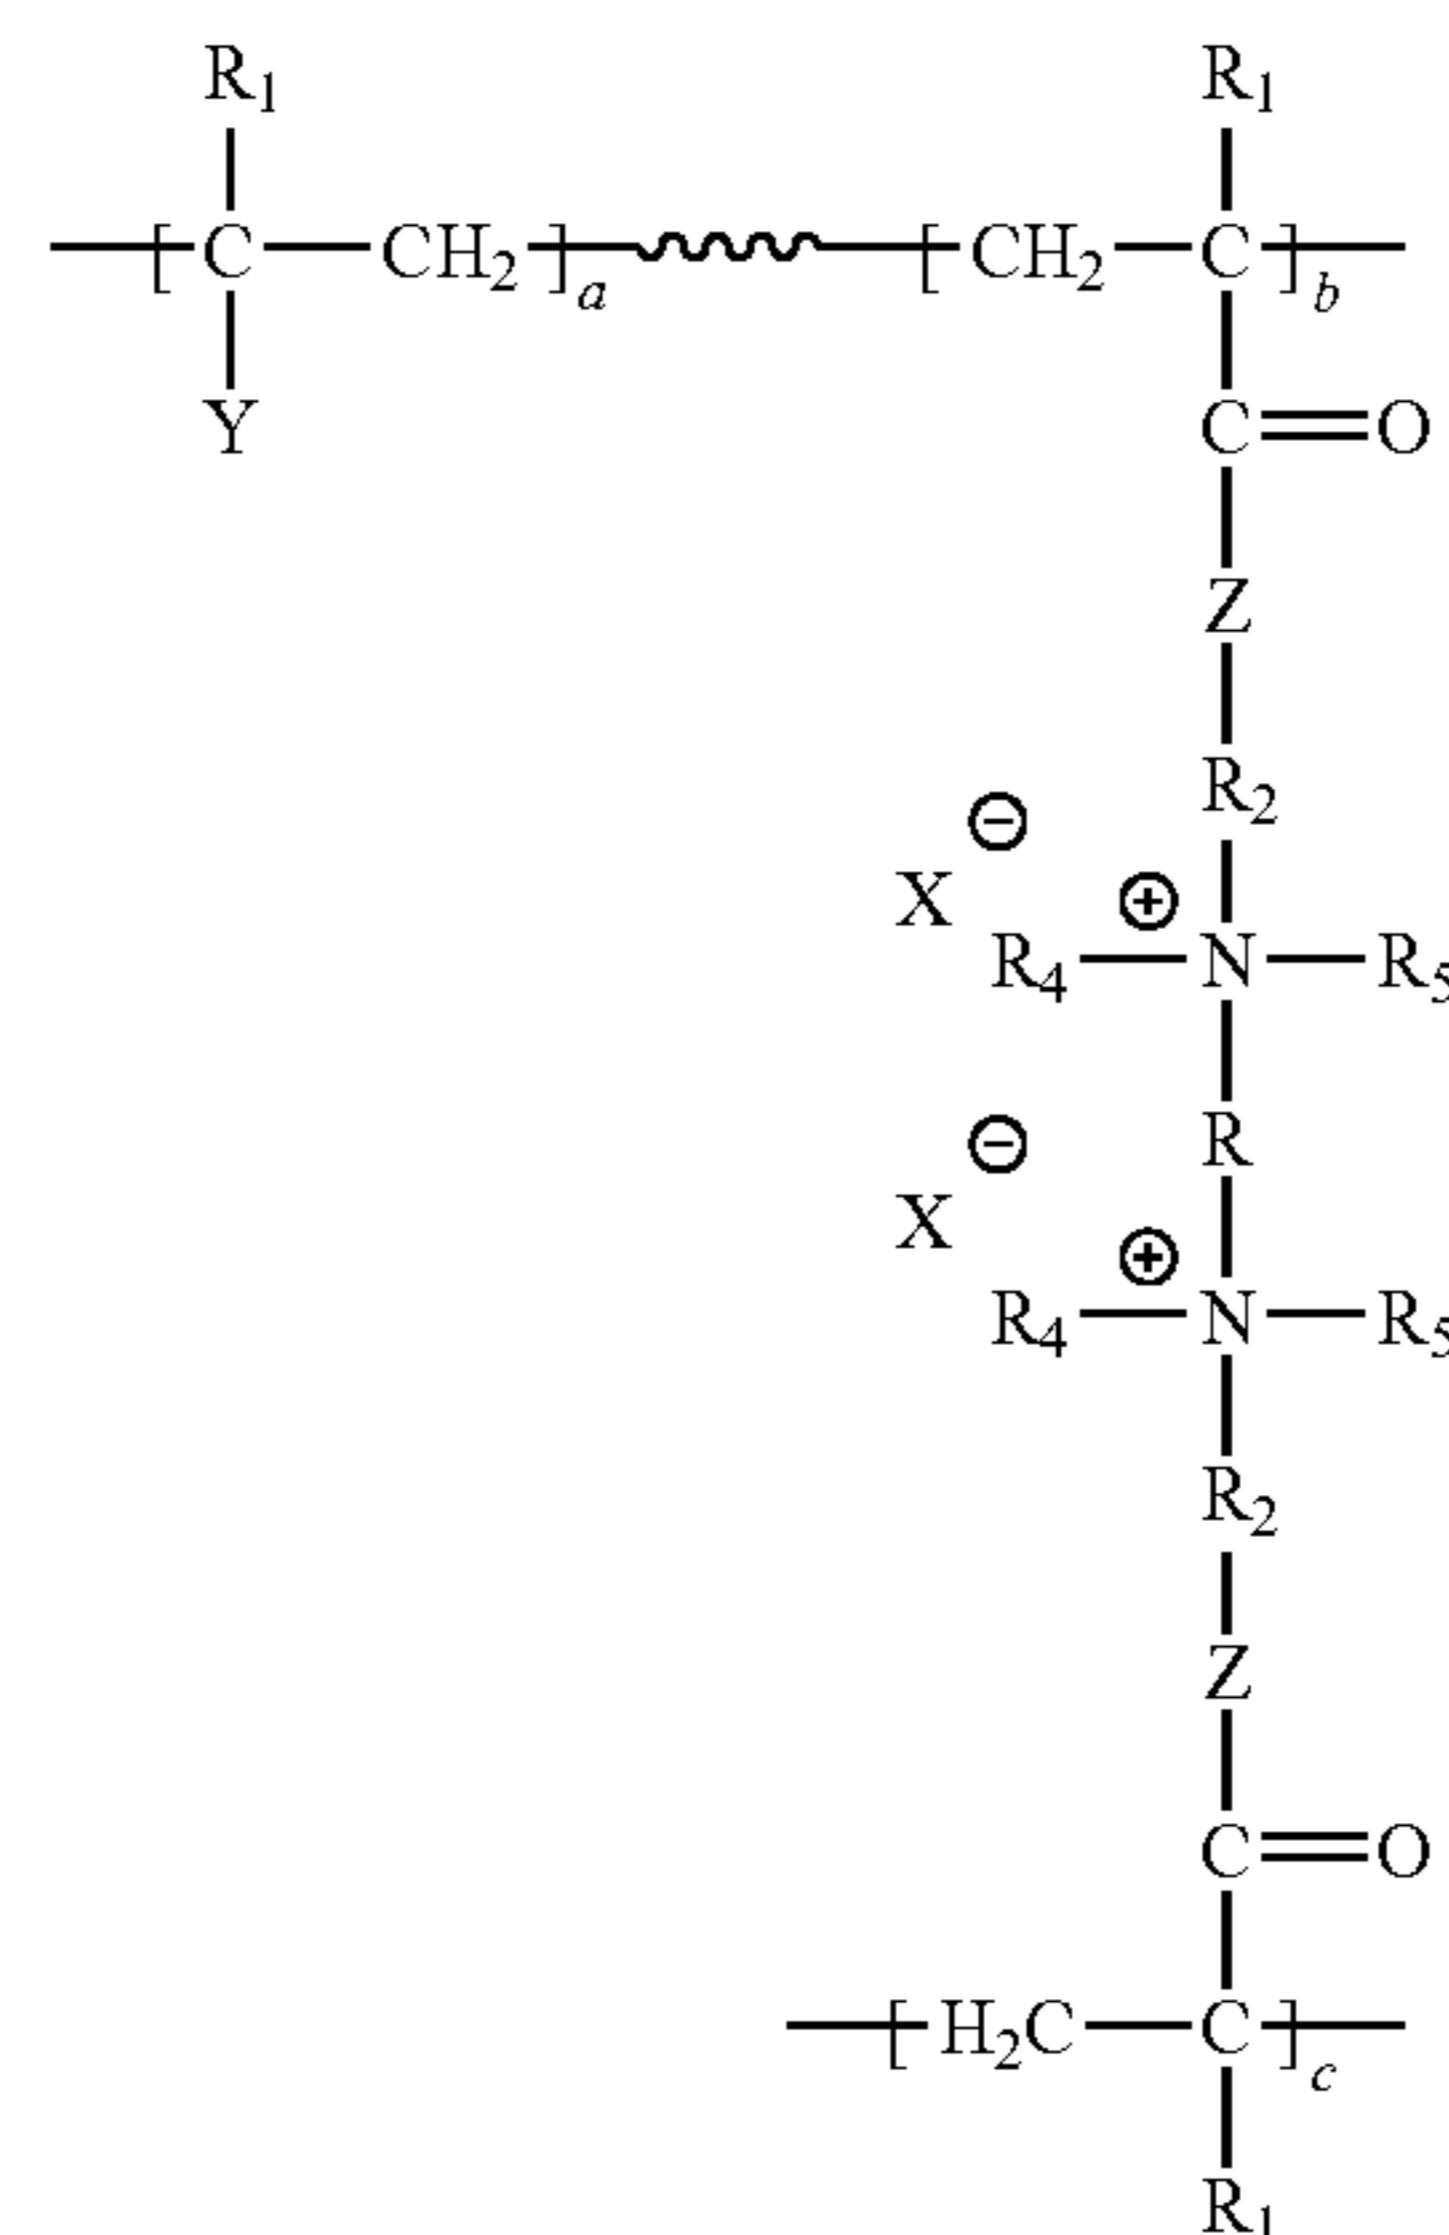 R1 R1
[ C CH2 ]a [ CH2 C ]b
Y C O
Z
R2
⊖
X ⊕
R4 N R5
R
⊖
X ⊕
R4 N R5
R2
Z
C O
[ H2C C ]c
R1